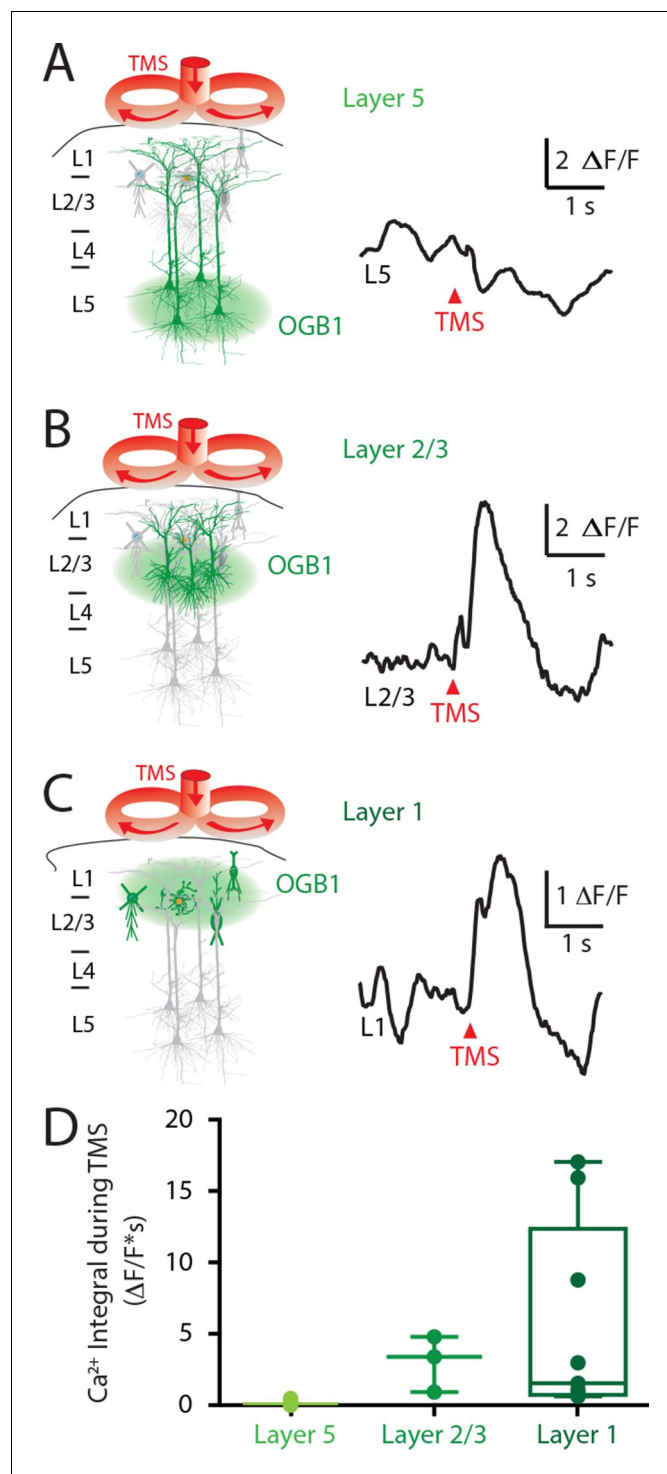 A
TMS
Layer 5
L1
L2/3
L4
L5
OGB1
2 ΔF/F
1 s
L5
TMS
B
TMS
Layer 2/3
L1
L2/3
L4
L5
OGB1
2 ΔF/F
1 s
L2/3
TMS
C
TMS
Layer 1
L1
L2/3
L4
L5
OGB1
1 ΔF/F
1 s
L1
TMS
D
Ca²⁺ Integral during TMS
(ΔF/F*s)
20
15
10
5
0
Layer 5
Layer 2/3
Layer 1